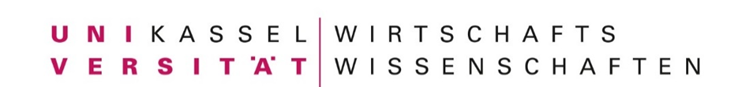 UNIKASSEL WIRTSCHAFTS
VERSITÄT WISSENSCHAFTEN